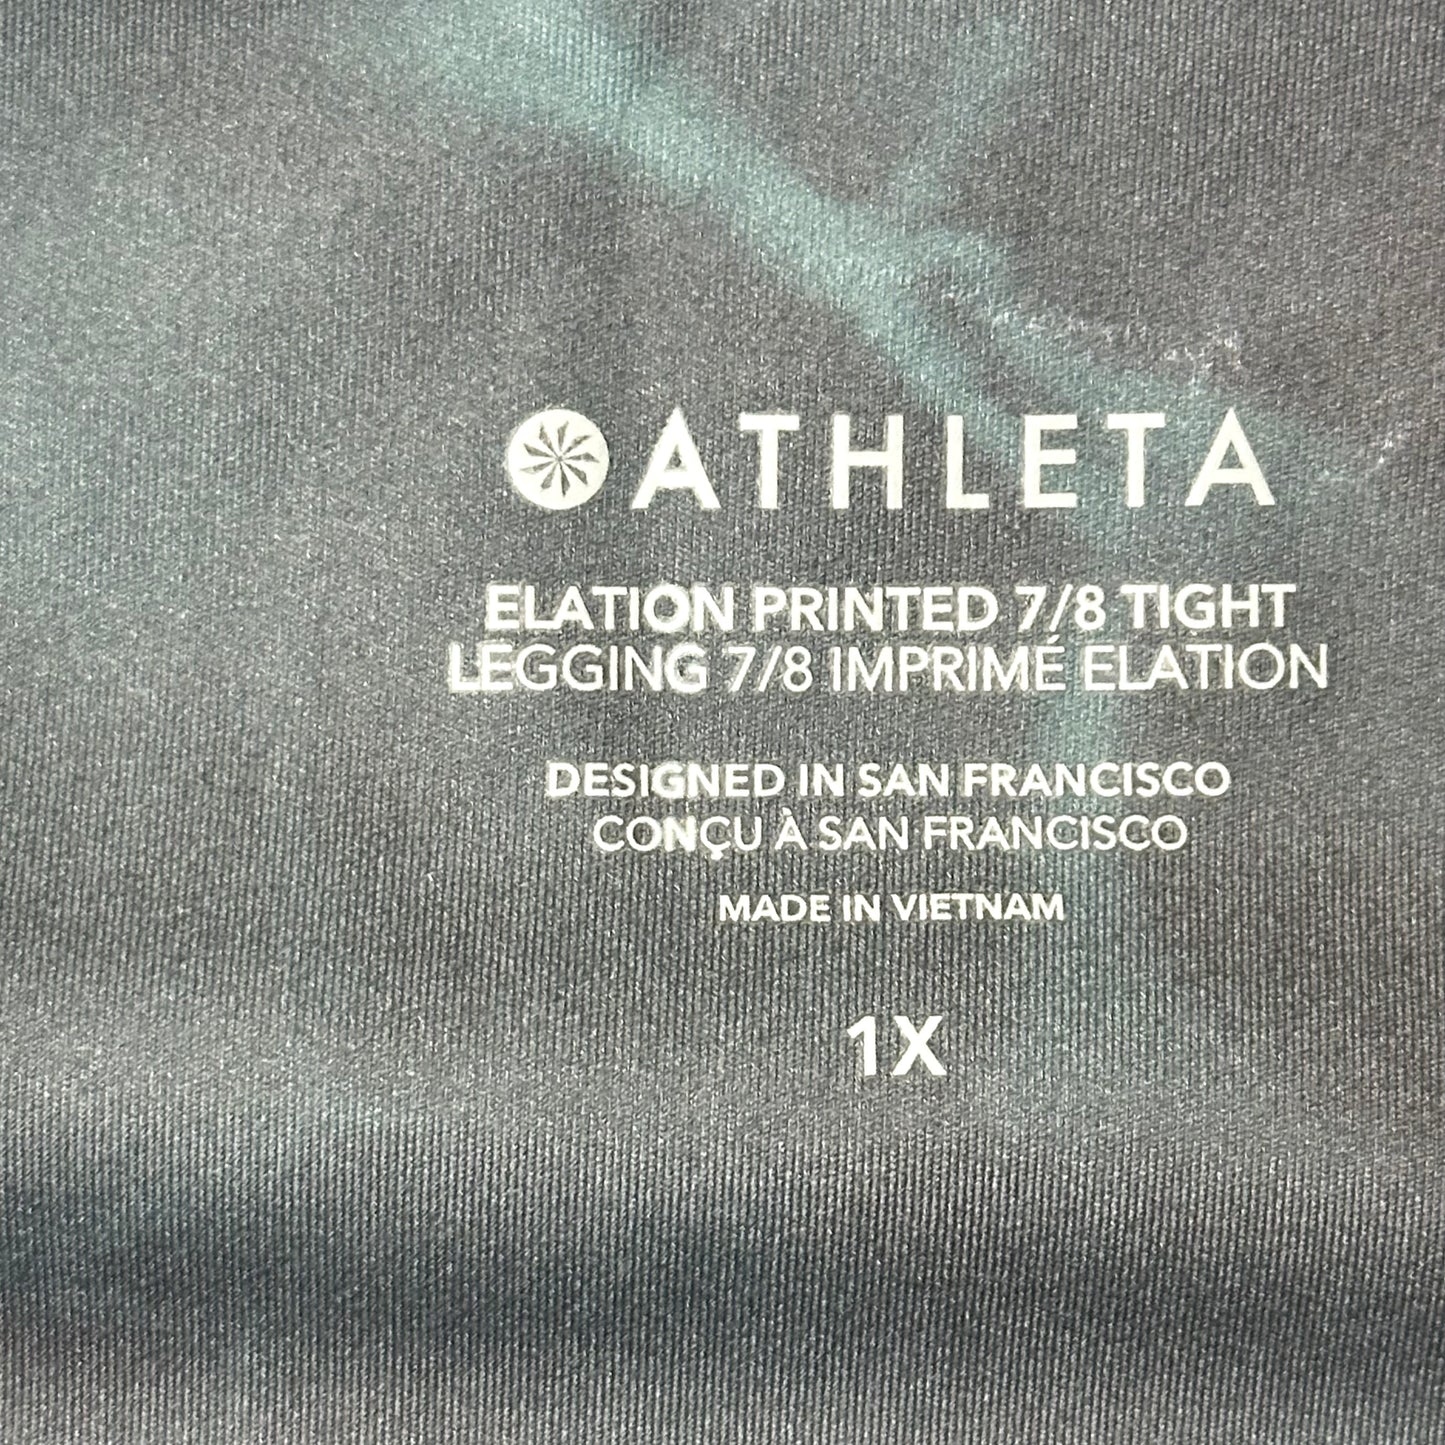 ATHLETA
ELATION PRINTED 7/8 TIGHT
LEGGING 7/8 IMPRIMÉ ELATION
DESIGNED IN SAN FRANCISCO
CONÇU À SAN FRANCISCO
MADE IN VIETNAM
1X